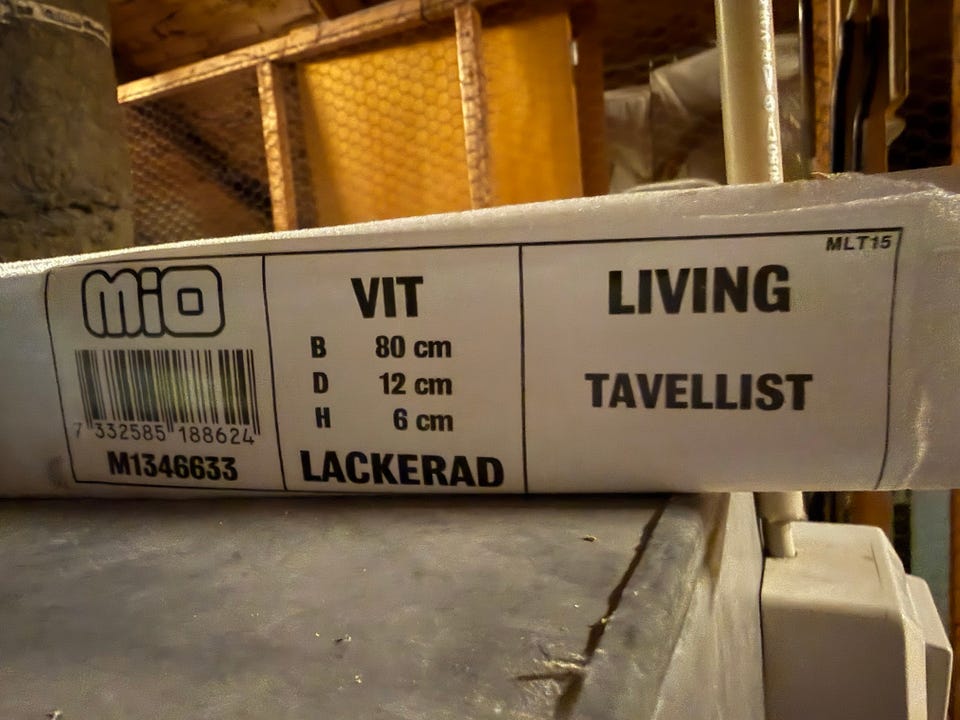 MiO
7 332585 188624
M1346633
VIT
B 80 cm
D 12 cm
H 6 cm
LACKERAD
MLT15
LIVING
TAVELLIST